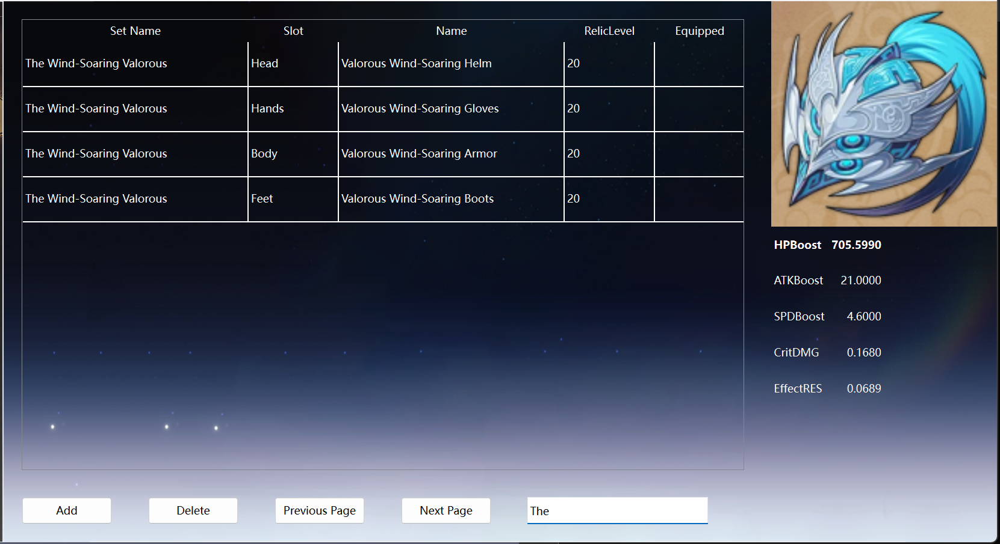 Set Name Slot Name RelicLevel Equipped
The Wind-Soaring Valorous Head Valorous Wind-Soaring Helm 20
The Wind-Soaring Valorous Hands Valorous Wind-Soaring Gloves 20
The Wind-Soaring Valorous Body Valorous Wind-Soaring Armor 20
The Wind-Soaring Valorous Feet Valorous Wind-Soaring Boots 20
HPBoost 705.5990
ATKBoost 21.0000
SPDBoost 4.6000
CritDMG 0.1680
EffectRES 0.0689
Add Delete Previous Page Next Page The